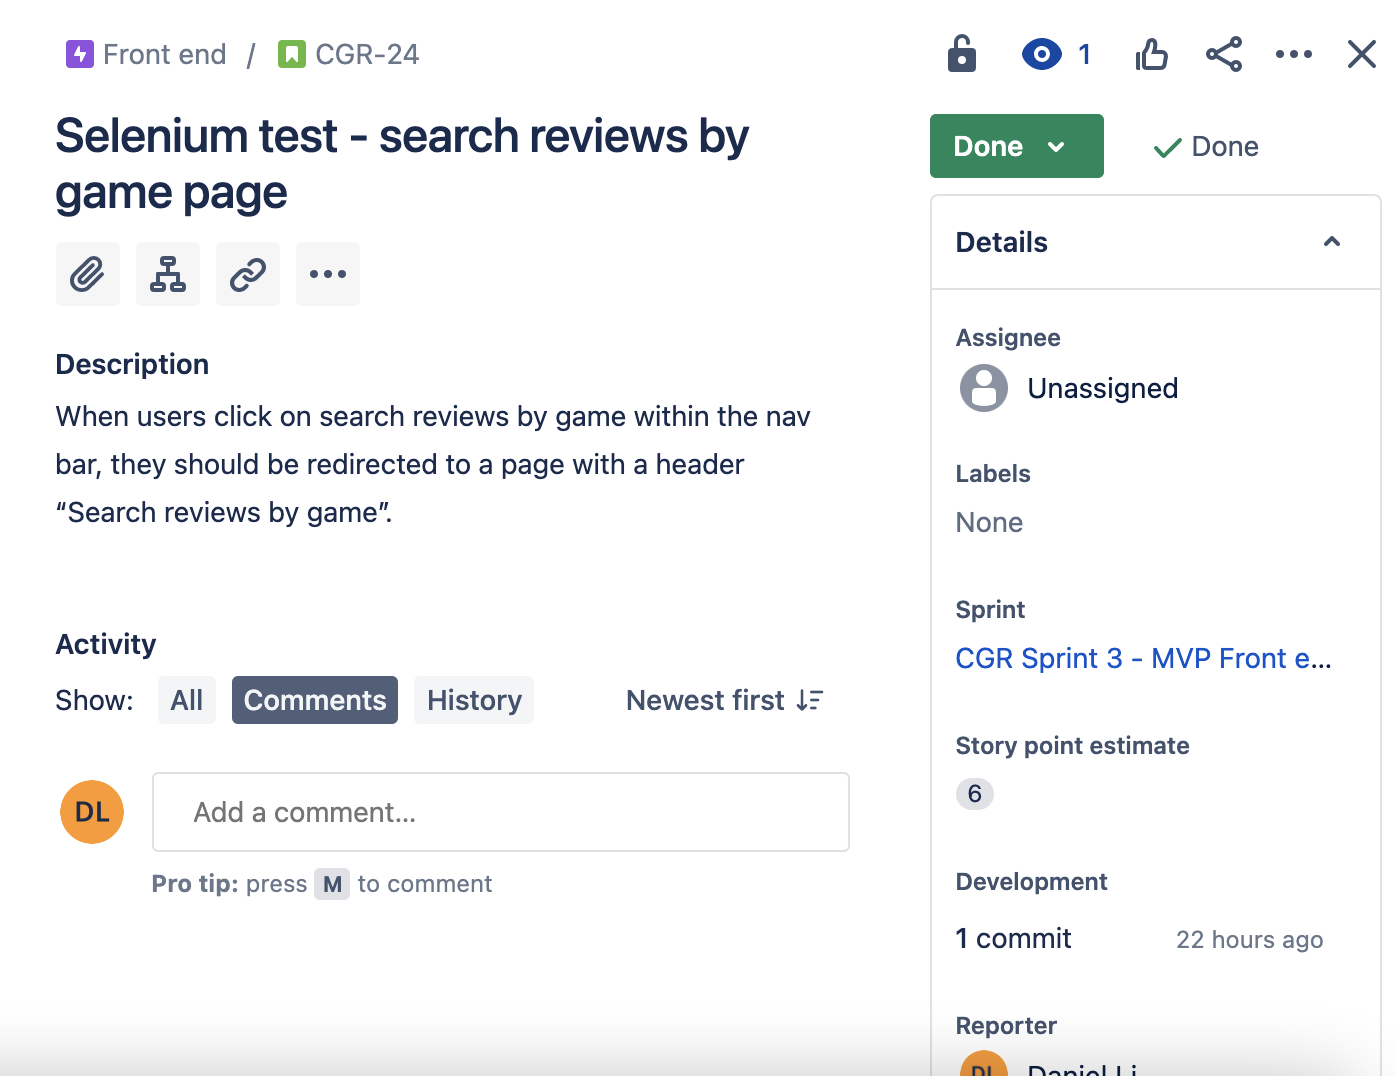 Front end / CGR-24
1
Selenium test - search reviews by
game page
Done
Done
Details
Description
When users click on search reviews by game within the nav
bar, they should be redirected to a page with a header
“Search reviews by game”.
Assignee
Unassigned
Labels
None
Sprint
CGR Sprint 3 - MVP Front e...
Activity
Show: All Comments History Newest first
Story point estimate
6
DL Add a comment...
Pro tip: press M to comment
Development
1 commit 22 hours ago
Reporter
DL Daniel Li